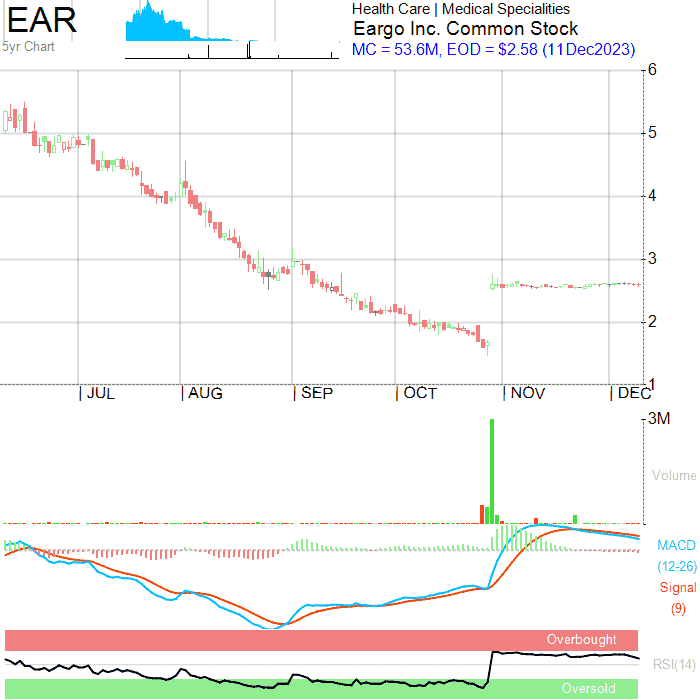 EAR
5yr Chart
Health Care | Medical Specialities
Eargo Inc. Common Stock
MC = 53.6M, EOD = $2.58 (11Dec2023)
6
5
4
3
2
1
| JUL | AUG | SEP | OCT | NOV | DEC
3M
Volume
MACD
(12-26)
Signal
(9)
Overbought
RSI(14)
Oversold